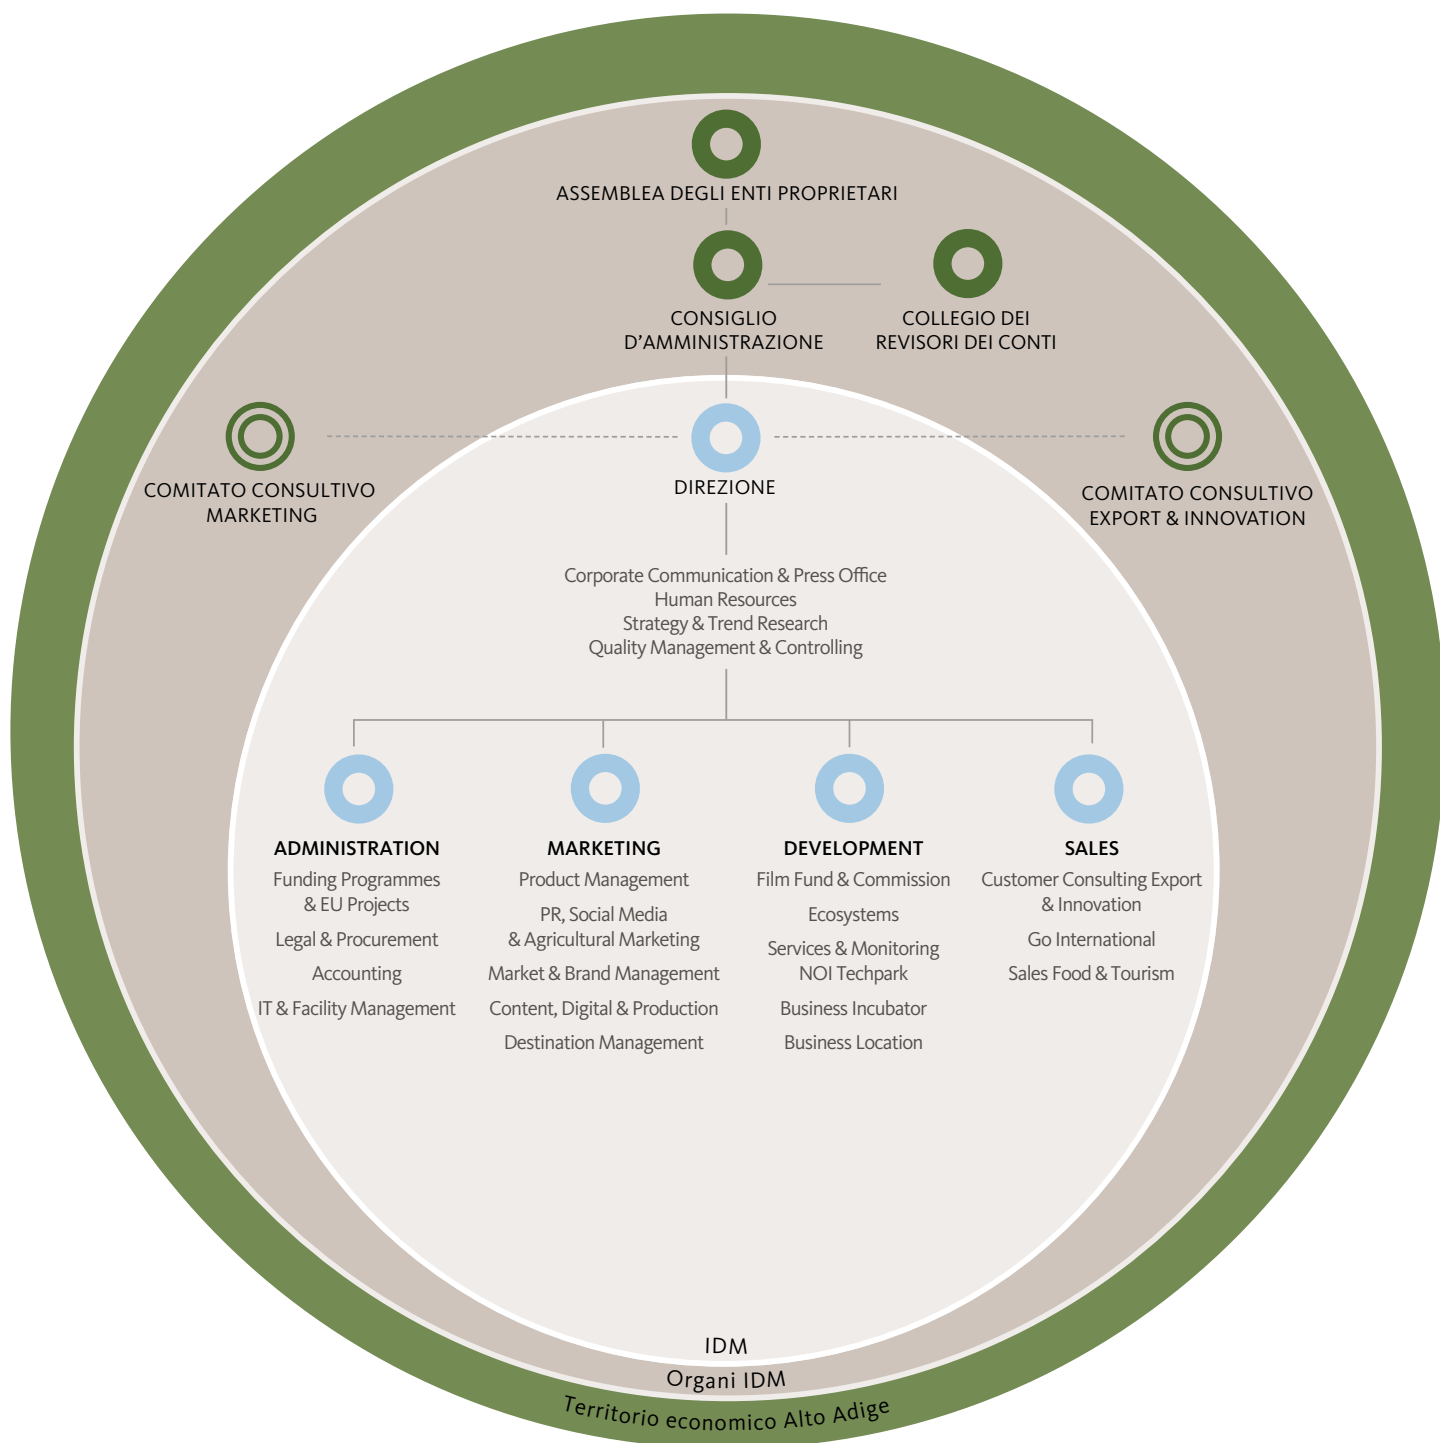 ASSEMBLEA DEGLI ENTI PROPRIETARI
CONSIGLIO
D’AMMINISTRAZIONE
COLLEGIO DEI
REVISORI DEI CONTI
COMITATO CONSULTIVO
MARKETING
DIREZIONE
COMITATO CONSULTIVO
EXPORT & INNOVATION
Corporate Communication & Press Office
Human Resources
Strategy & Trend Research
Quality Management & Controlling
ADMINISTRATION
Funding Programmes
& EU Projects
Legal & Procurement
Accounting
IT & Facility Management
MARKETING
Product Management
PR, Social Media
& Agricultural Marketing
Market & Brand Management
Content, Digital & Production
Destination Management
DEVELOPMENT
Film Fund & Commission
Ecosystems
Services & Monitoring
NOI Techpark
Business Incubator
Business Location
SALES
Customer Consulting Export
& Innovation
Go International
Sales Food & Tourism
IDM
Organi IDM
Territorio economico Alto Adige